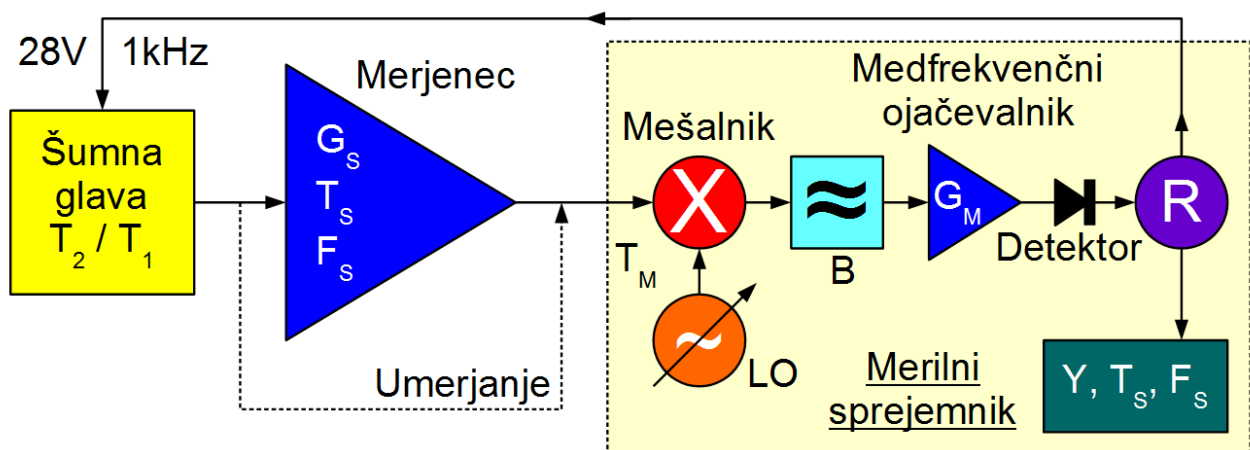 28V 1kHz
Šumna
glava
T2 / T1
Merjenec
GS
TS
FS
Umerjanje
Mešalnik
X
TM
≈
B
~
LO
Medfrekvenčni
ojačevalnik
GM
Detektor
R
Merilni
sprejemnik
Y, TS, FS